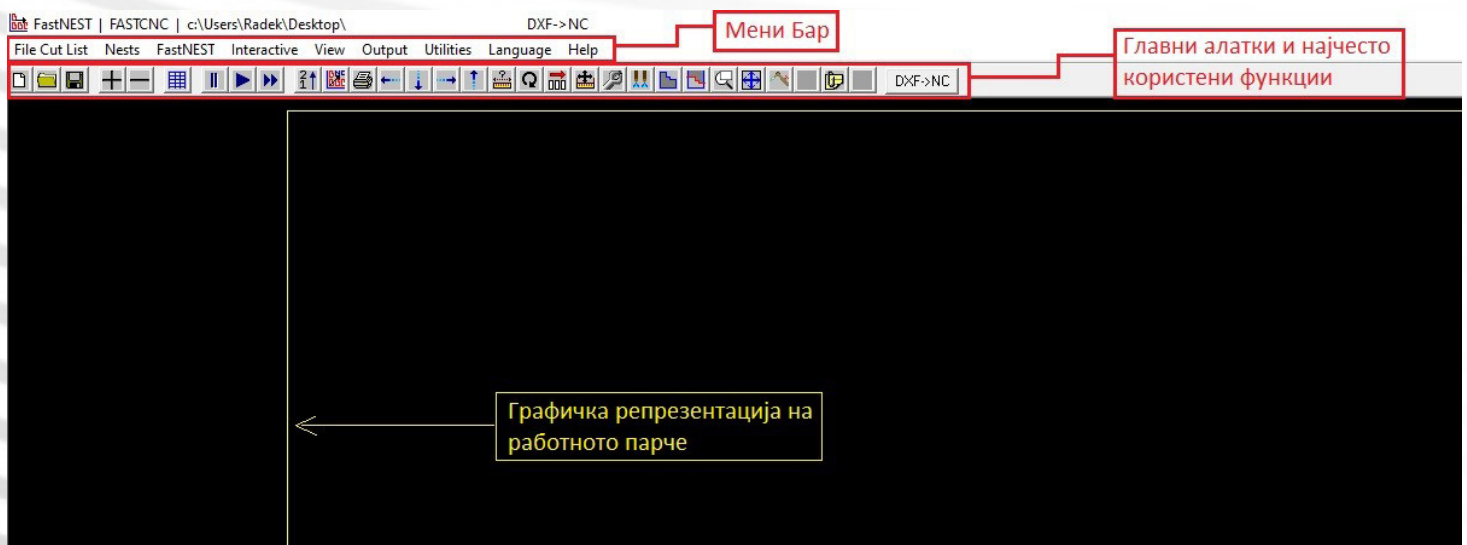 FastNEST | FASTCNC | c:\Users\Radek\Desktop\ DXF->NC
Мени Бар
File Cut List Nests FastNEST Interactive View Output Utilities Language Help
Главни алатки и најчесто
користени функции
DXF->NC
Графичка репрезентација на
работното парче